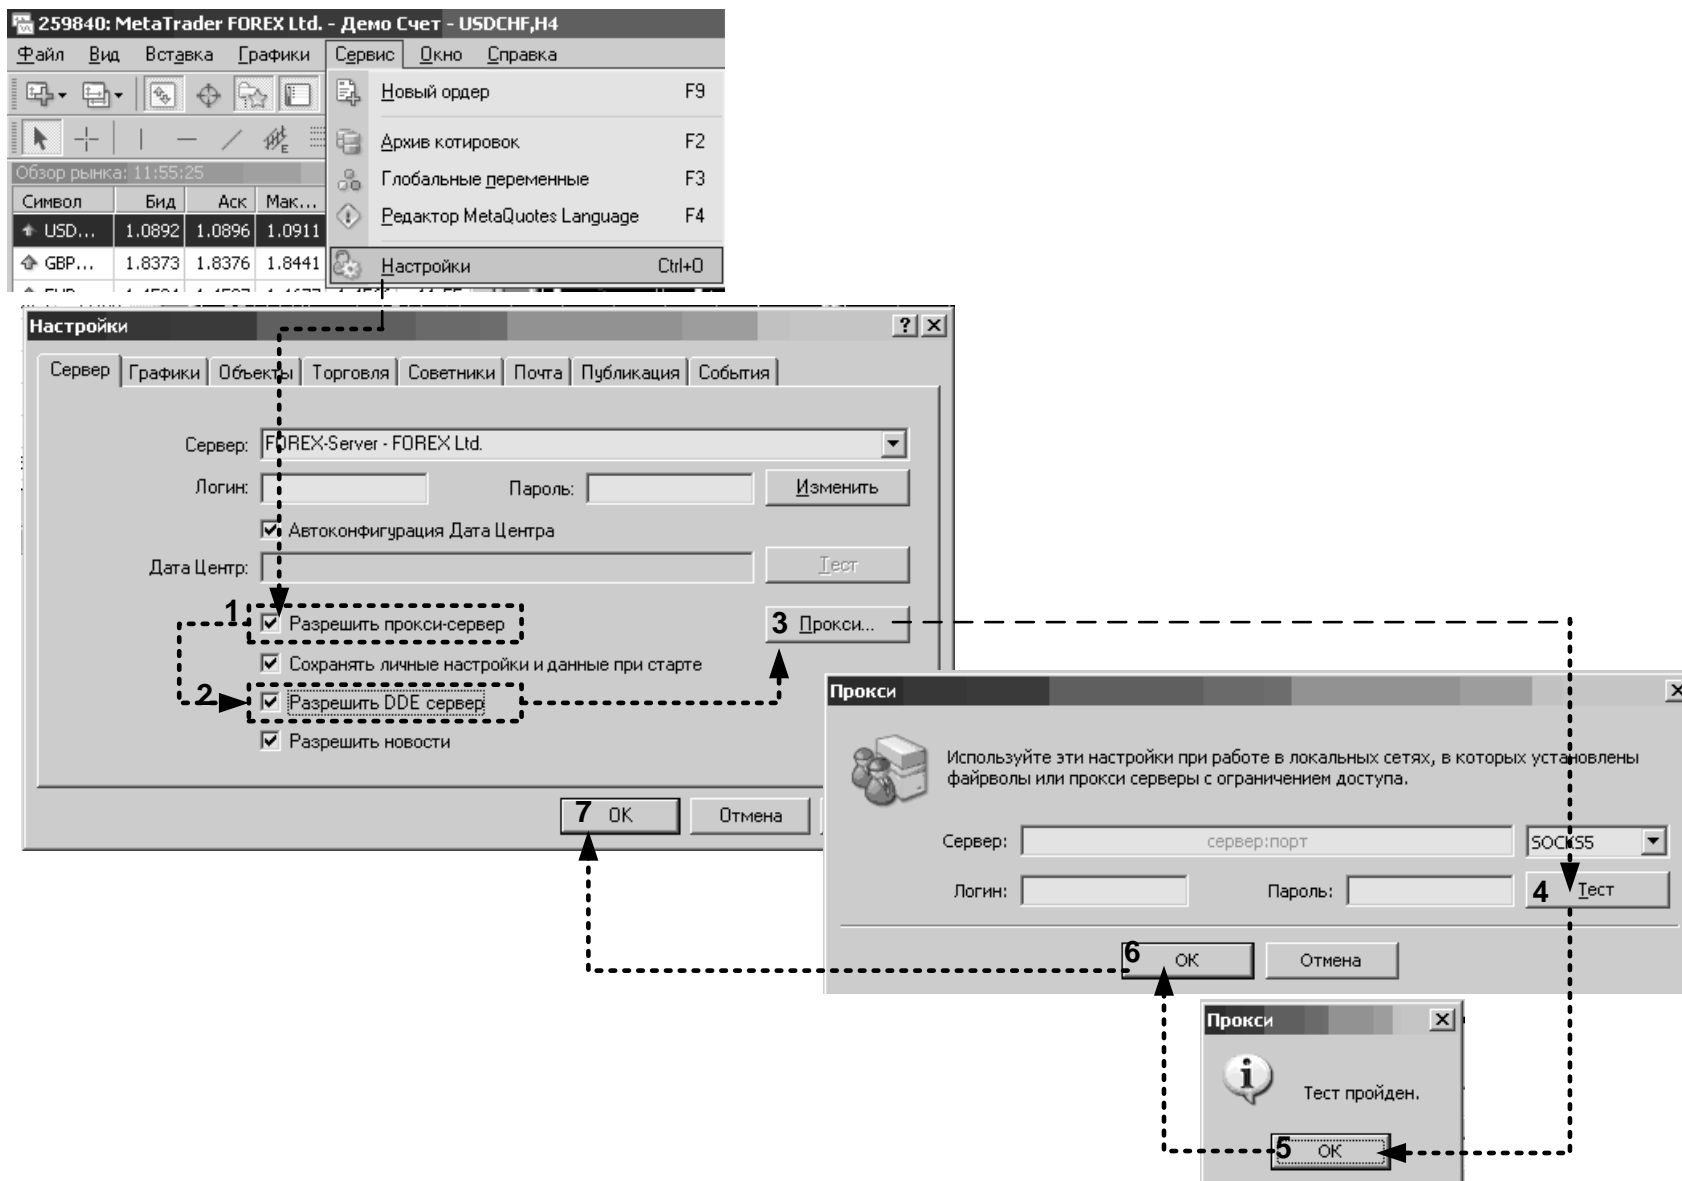 259840: MetaTrader FOREX Ltd. - Демо Счет - USDCHF,H4
Файл Вид Вставка Графики Сервис Окно Справка
Новый ордер F9
Архив котировок F2
Глобальные переменные F3
Редактор MetaQuotes Language F4
Настройки Ctrl+O
E
Обзор рынка: 11:55:25
Символ Бид Аск Мак...
USD... 1.0892 1.0896 1.0911
GBP... 1.8373 1.8376 1.8441
Настройки
Сервер Графики Объекты Торговля Советники Почта Публикация События
Сервер: FOREX-Server - FOREX Ltd.
Логин: Пароль: Изменить
Автоконфигурация Дата Центра
Дата Центр: Тест
1 Разрешить прокси-сервер 3 Прокси...
Сохранять личные настройки и данные при старте
2 Разрешить DDE сервер
Разрешить новости
7 OK Отмена
Прокси
Используйте эти настройки при работе в локальных сетях, в которых установлены
файрволы или прокси серверы с ограничением доступа.
Сервер: сервер:порт SOCKS5
Логин: Пароль: 4 Тест
6 OK Отмена
Прокси
Тест пройден.
5 OK